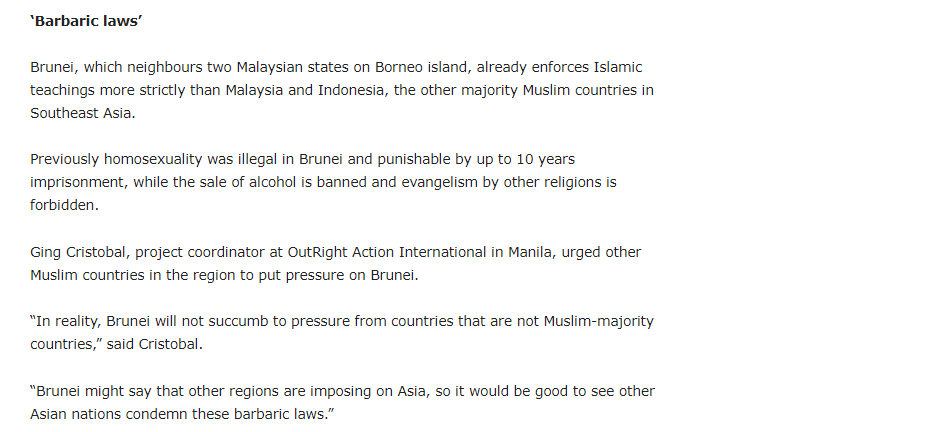 ‘Barbaric laws’
Brunei, which neighbours two Malaysian states on Borneo island, already enforces Islamic
teachings more strictly than Malaysia and Indonesia, the other majority Muslim countries in
Southeast Asia.
Previously homosexuality was illegal in Brunei and punishable by up to 10 years
imprisonment, while the sale of alcohol is banned and evangelism by other religions is
forbidden.
Ging Cristobal, project coordinator at OutRight Action International in Manila, urged other
Muslim countries in the region to put pressure on Brunei.
“In reality, Brunei will not succumb to pressure from countries that are not Muslim-majority
countries,” said Cristobal.
“Brunei might say that other regions are imposing on Asia, so it would be good to see other
Asian nations condemn these barbaric laws.”